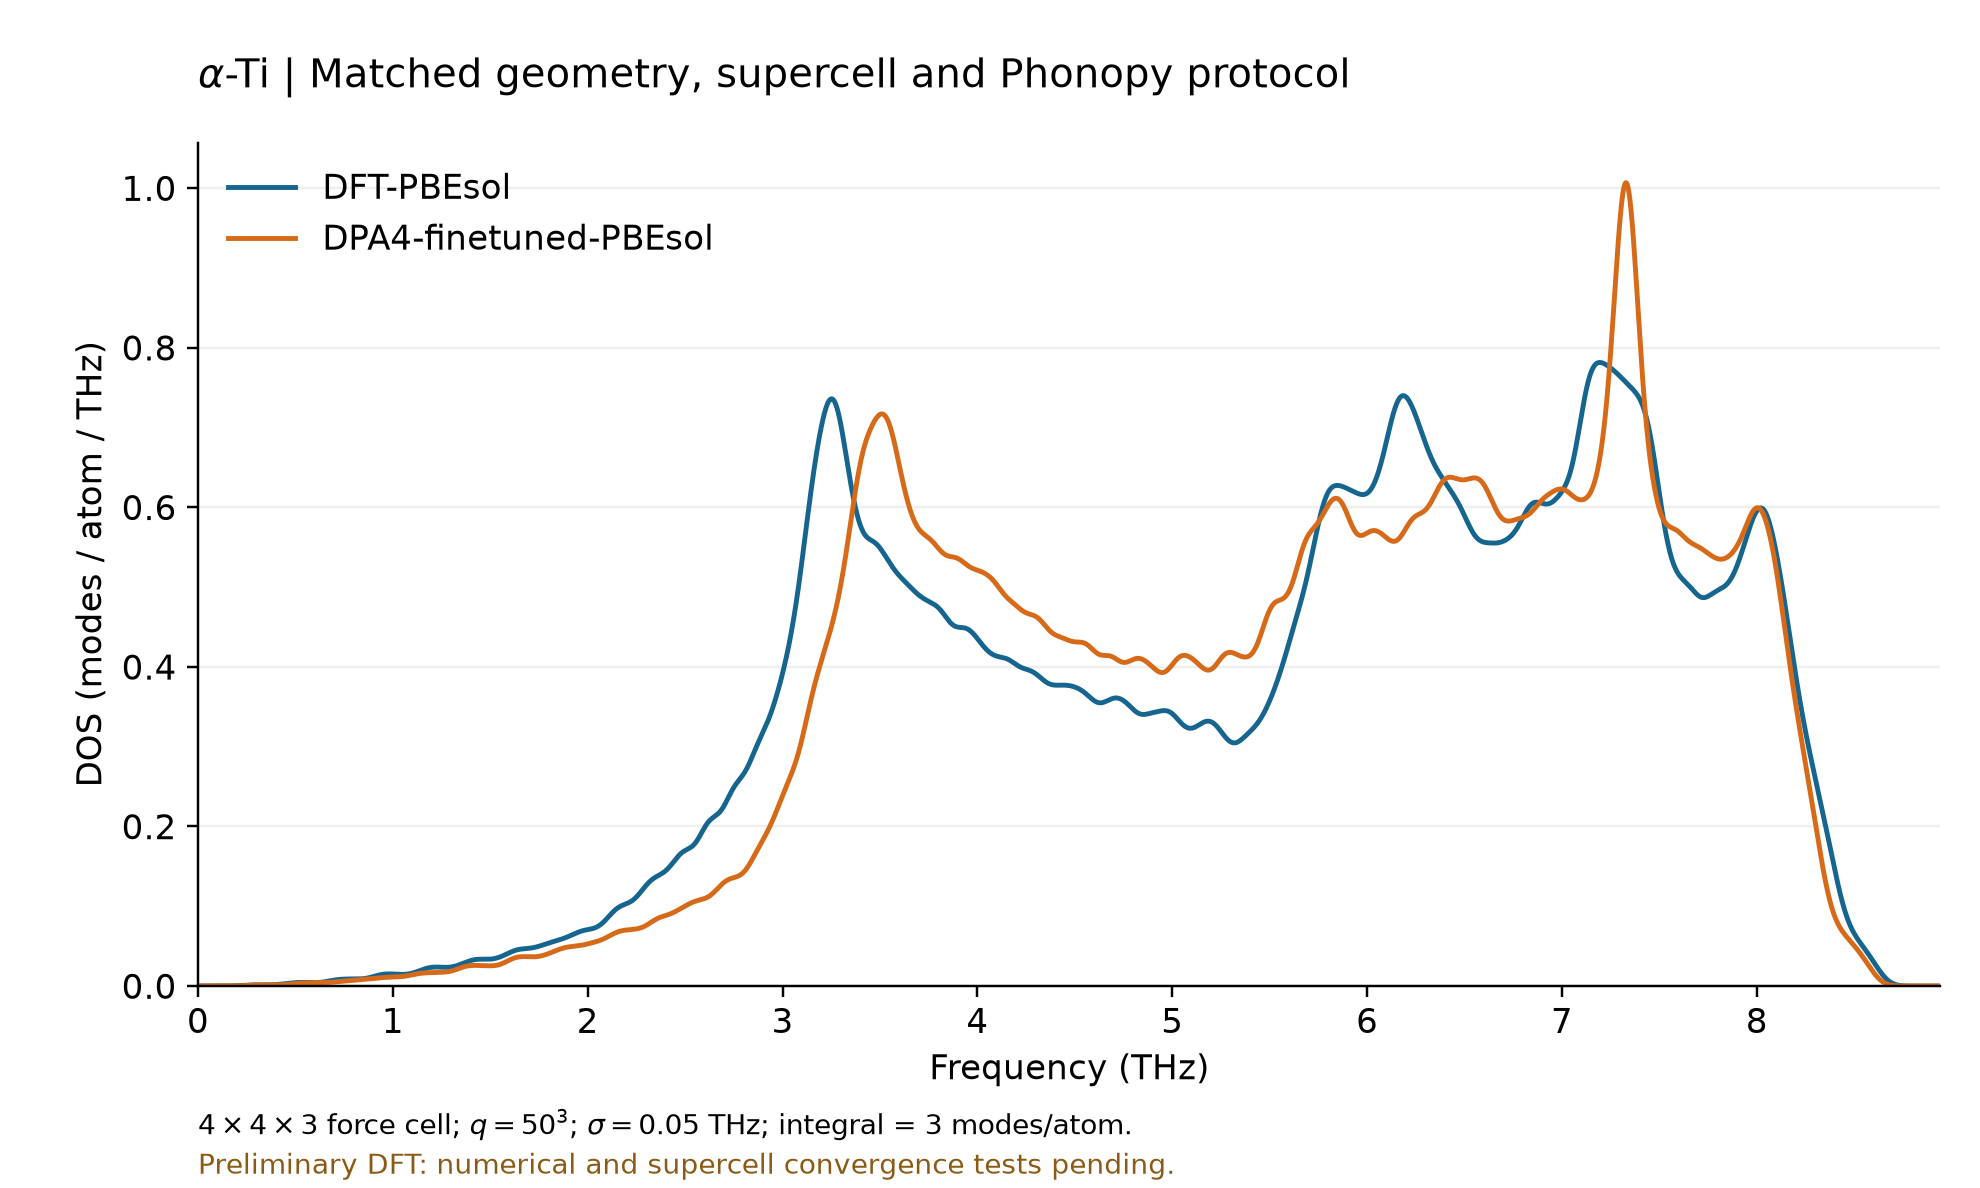 α-Ti | Matched geometry, supercell and Phonopy protocol
DFT-PBEsol
DPA4-finetuned-PBEsol
DOS (modes / atom / THz)
1.0
0.8
0.6
0.4
0.2
0.0
0 1 2 3 4 5 6 7 8
Frequency (THz)
4 × 4 × 3 force cell; q = 50³; σ = 0.05 THz; integral = 3 modes/atom.
Preliminary DFT: numerical and supercell convergence tests pending.